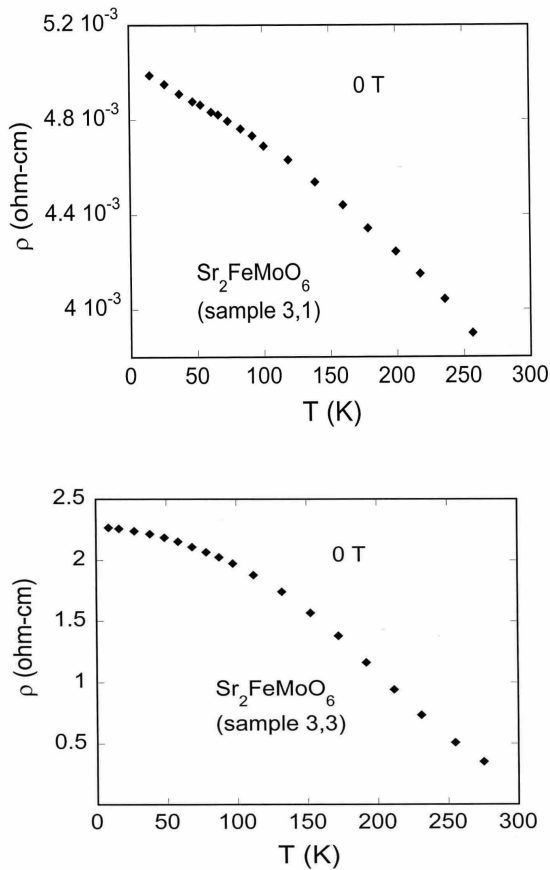 5.2 10⁻³
4.8 10⁻³
4.4 10⁻³
4 10⁻³
ρ (ohm-cm)
0 T
Sr₂FeMoO₆
(sample 3,1)
0 50 100 150 200 250 300
T (K)
2.5
2
1.5
1
0.5
ρ (ohm-cm)
0 T
Sr₂FeMoO₆
(sample 3,3)
0 50 100 150 200 250 300
T (K)